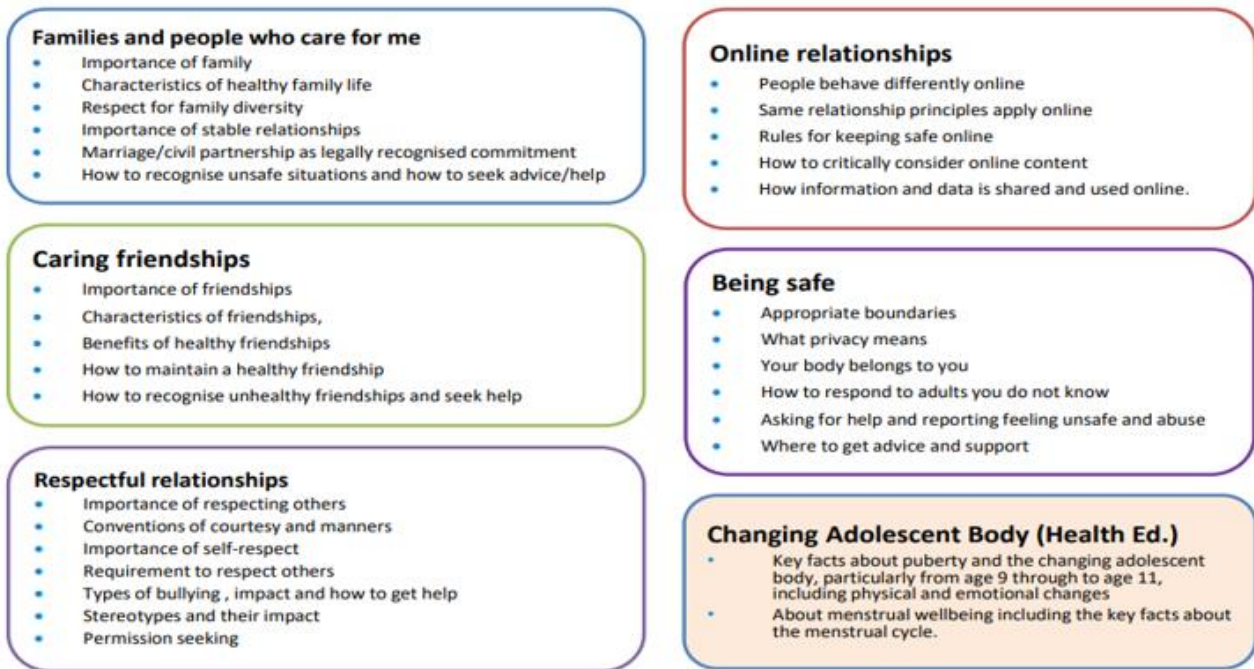 Families and people who care for me
Importance of family
Characteristics of healthy family life
Respect for family diversity
Importance of stable relationships
Marriage/civil partnership as legally recognised commitment
How to recognise unsafe situations and how to seek advice/help
Caring friendships
Importance of friendships
Characteristics of friendships,
Benefits of healthy friendships
How to maintain a healthy friendship
How to recognise unhealthy friendships and seek help
Respectful relationships
Importance of respecting others
Conventions of courtesy and manners
Importance of self-respect
Requirement to respect others
Types of bullying , impact and how to get help
Stereotypes and their impact
Permission seeking
Online relationships
People behave differently online
Same relationship principles apply online
Rules for keeping safe online
How to critically consider online content
How information and data is shared and used online.
Being safe
Appropriate boundaries
What privacy means
Your body belongs to you
How to respond to adults you do not know
Asking for help and reporting feeling unsafe and abuse
Where to get advice and support
Changing Adolescent Body (Health Ed.)
Key facts about puberty and the changing adolescent
body, particularly from age 9 through to age 11,
including physical and emotional changes
About menstrual wellbeing including the key facts about
the menstrual cycle.